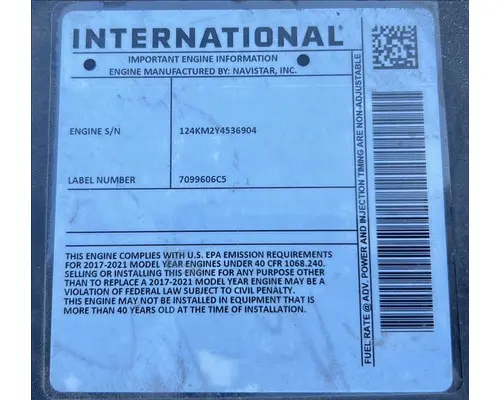 INTERNATIONAL®
IMPORTANT ENGINE INFORMATION
ENGINE MANUFACTURED BY: NAVISTAR, INC.
ENGINE S/N 124KM2Y4536904
LABEL NUMBER 7099606C5
THIS ENGINE COMPLIES WITH U.S. EPA EMISSION REQUIREMENTS
FOR 2017-2021 MODEL YEAR ENGINES UNDER 40 CFR 1068.240.
SELLING OR INSTALLING THIS ENGINE FOR ANY PURPOSE OTHER
THAN TO REPLACE A 2017-2021 MODEL YEAR ENGINE MAY BE A
VIOLATION OF FEDERAL LAW SUBJECT TO CIVIL PENALTY.
THIS ENGINE MAY NOT BE INSTALLED IN EQUIPMENT THAT IS
MORE THAN 40 YEARS OLD AT THE TIME OF INSTALLATION.
FUEL RATE @ ADV. POWER AND INJECTION TIMING ARE NON-ADJUSTABLE